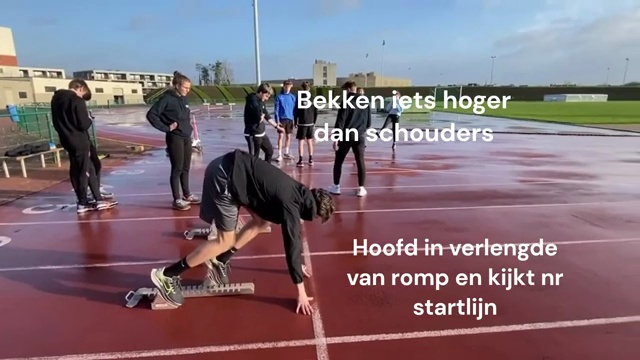 Bekken iets hoger
dan schouders
Hoofd in verlengde
van romp en kijkt nr
startlijn